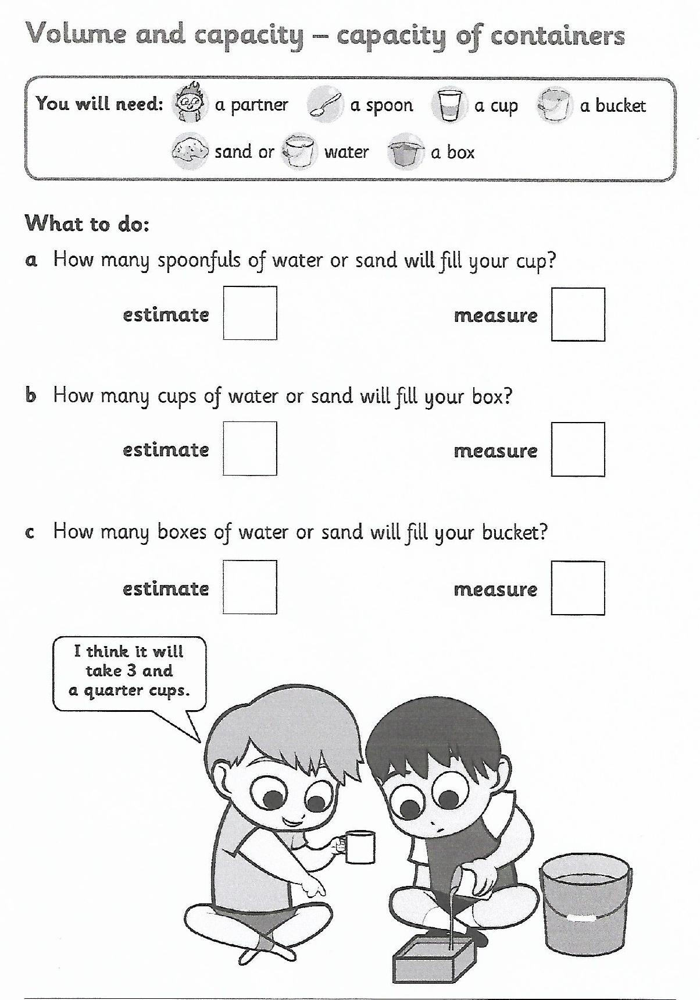 Volume and capacity – capacity of containers
You will need: a partner a spoon a cup a bucket
sand or water a box
What to do:
a How many spoonfuls of water or sand will fill your cup?
estimate measure
b How many cups of water or sand will fill your box?
estimate measure
c How many boxes of water or sand will fill your bucket?
estimate measure
I think it will
take 3 and
a quarter cups.